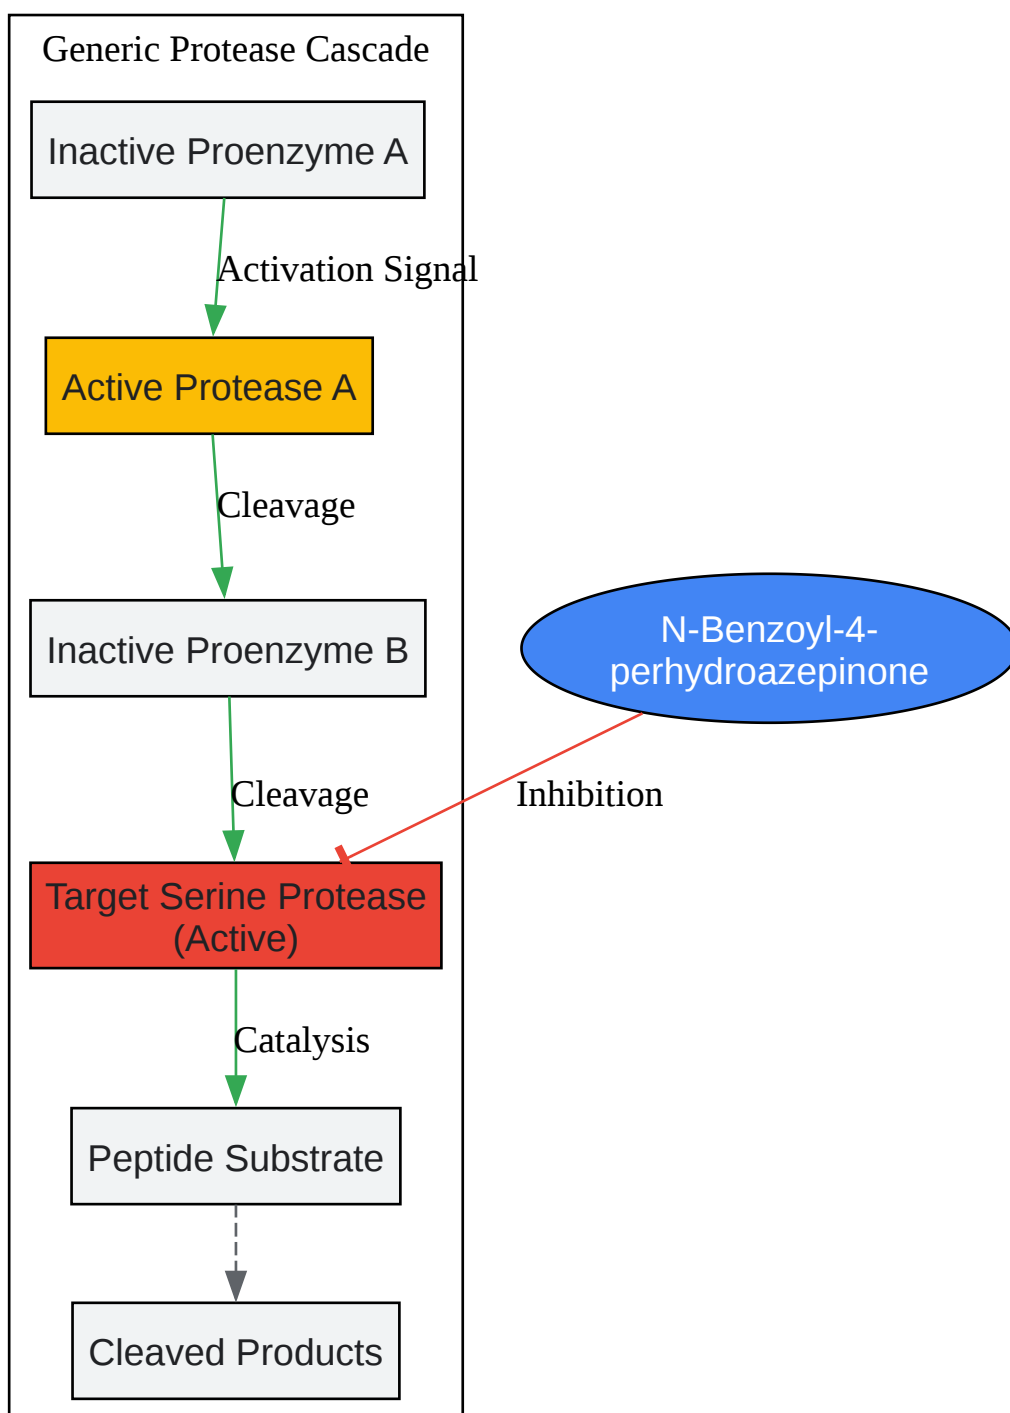 Generic Protease Cascade
Inactive Proenzyme A
Activation Signal
Active Protease A
Cleavage
Inactive Proenzyme B
N-Benzoyl-4-
perhydroazepinone
Cleavage
Inhibition
Target Serine Protease
(Active)
Catalysis
Peptide Substrate
Cleaved Products